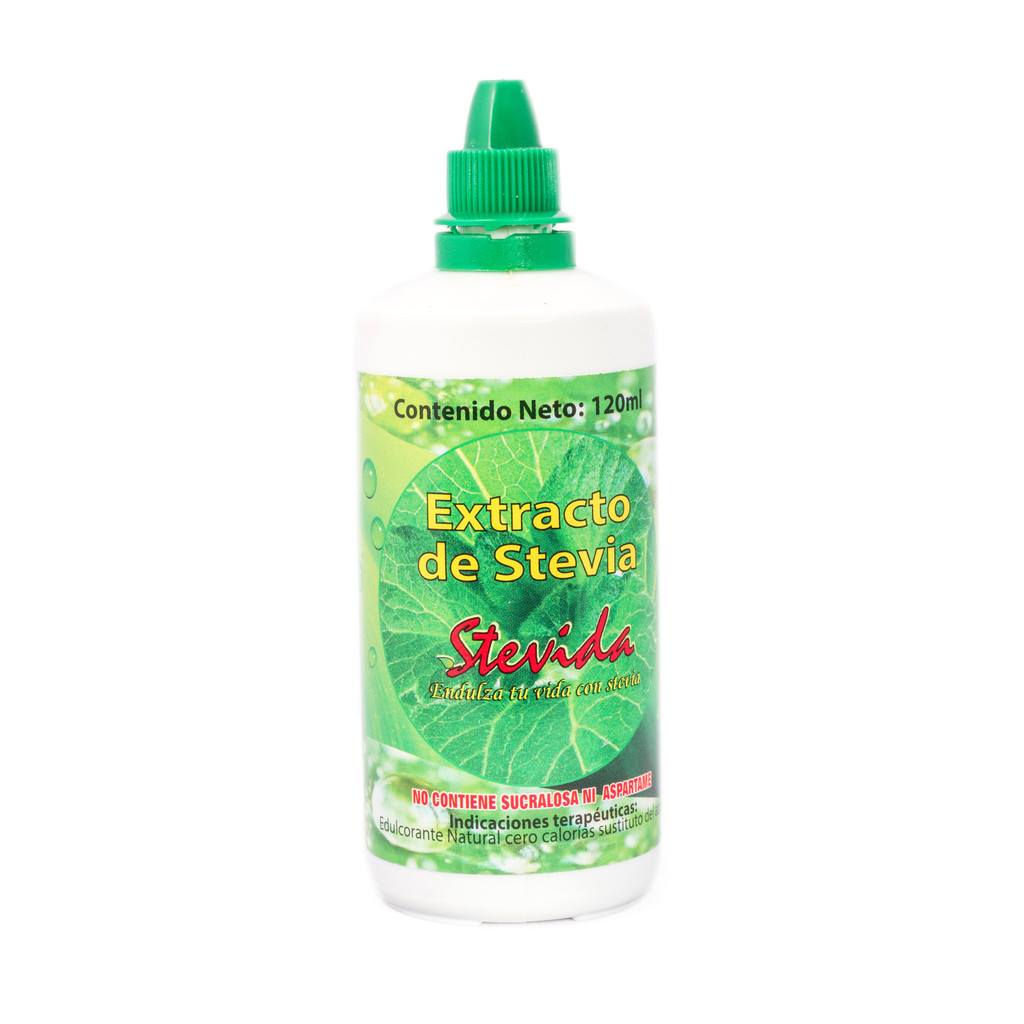 Contenido Neto: 120ml
Extracto
de Stevia
Stevida
Endulza tu vida con stevia
NO CONTIENE SUCRALOSA NI ASPARTAME
Indicaciones terapéuticas:
Edulcorante Natural cero calorías sustituto del